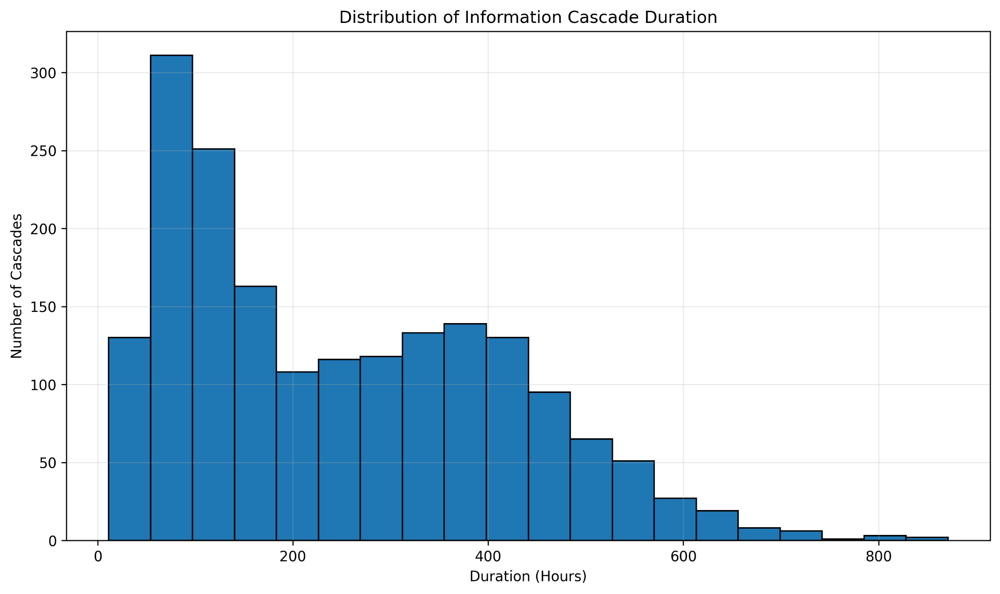 Distribution of Information Cascade Duration
Number of Cascades
300
250
200
150
100
50
0
0 200 400 600 800
Duration (Hours)